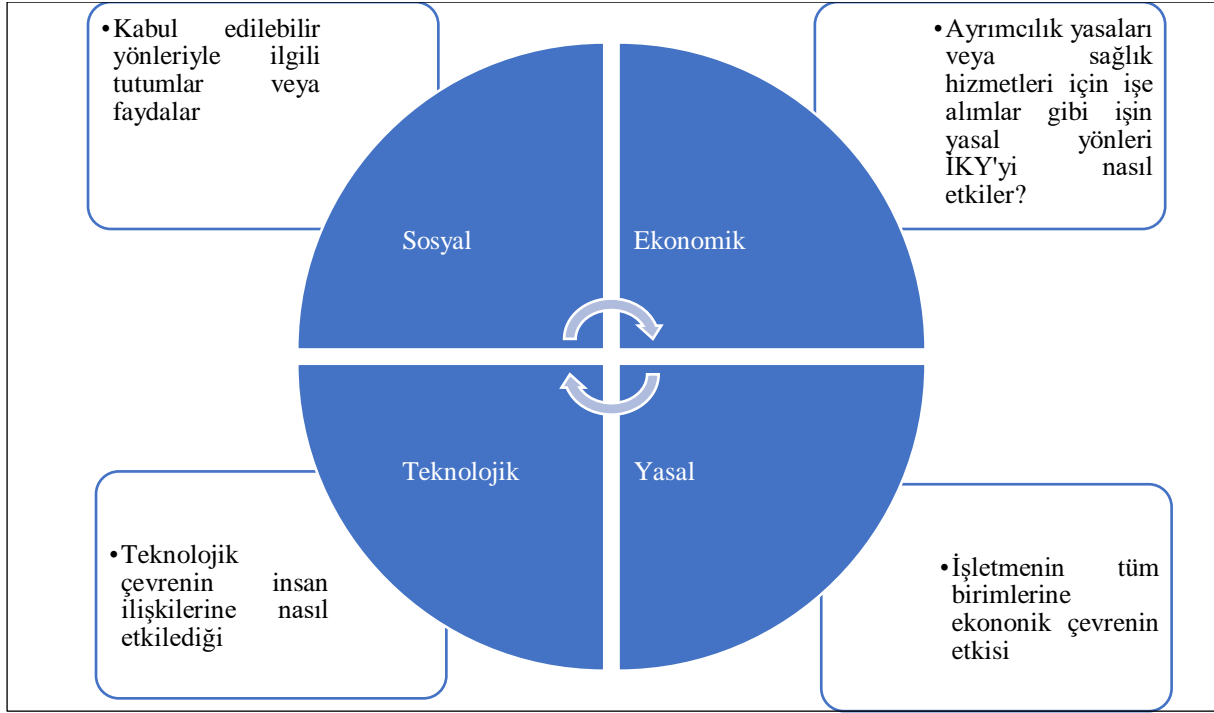 •Kabul edilebilir
yönleriyle ilgili
tutumlar veya
faydalar
•Ayrımcılık yasaları
veya sağlık
hizmetleri için işe
alımlar gibi işin
yasal yönleri
İKY'yi nasıl
etkiler?
Sosyal
Ekonomik
Teknolojik
Yasal
•Teknolojik
çevrenin insan
ilişkilerine nasıl
etkilediği
•İşletmenin tüm
birimlerine
ekononik çevrenin
etkisi